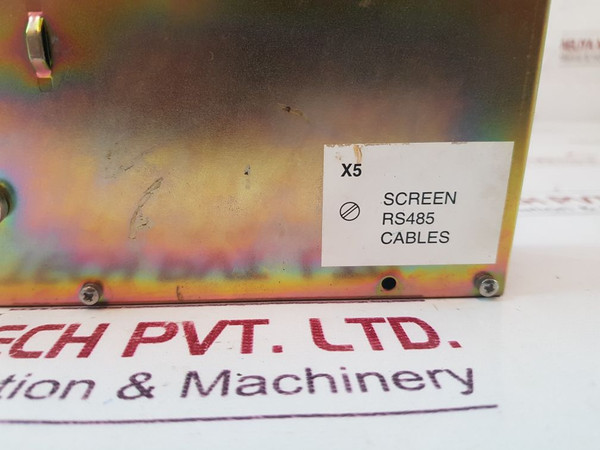 X5
SCREEN
RS485
CABLES
ECH PVT. LTD.
tion & Machinery